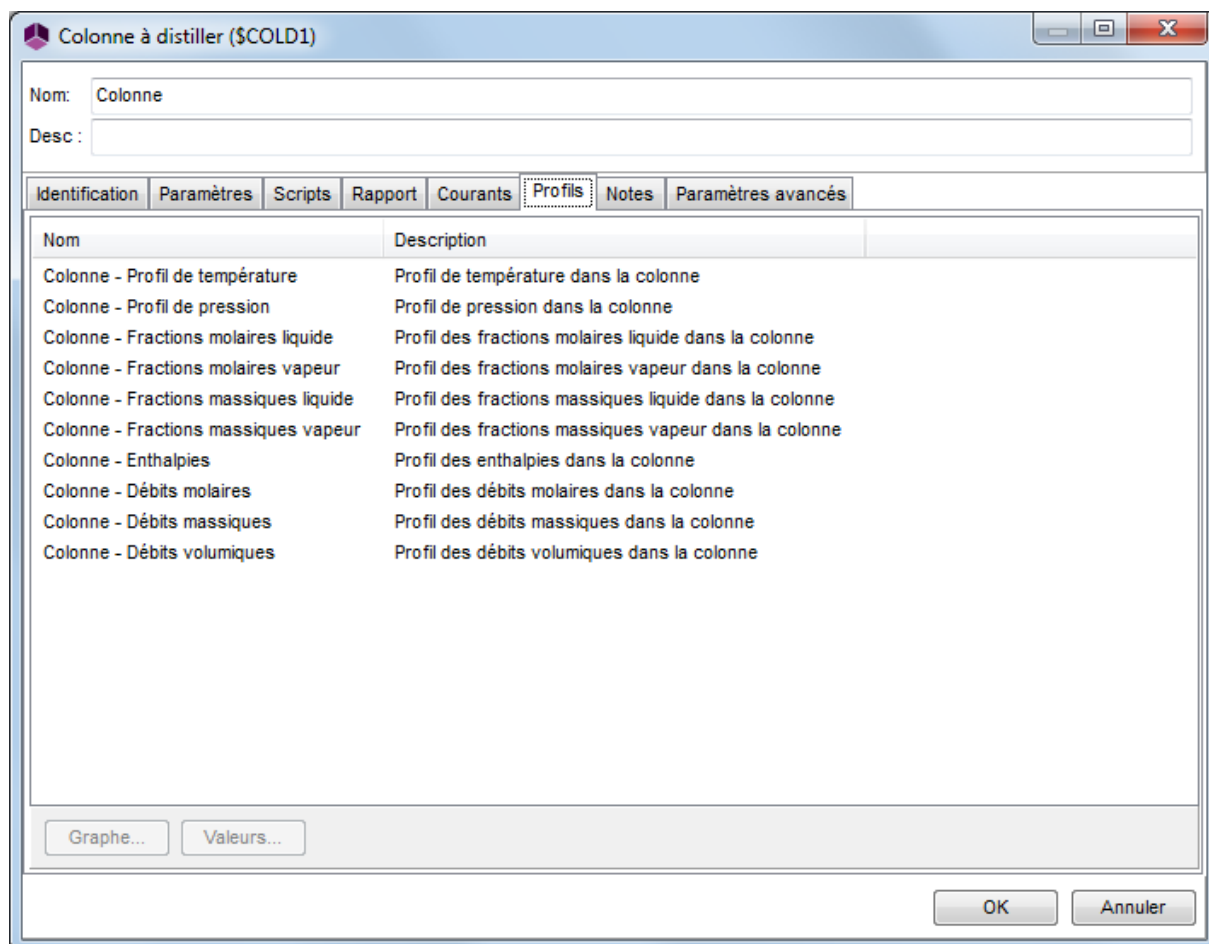 Colonne à distiller ($COLD1)
Nom: Colonne
Desc :
Identification Paramètres Scripts Rapport Courants Profils Notes Paramètres avancés
Nom Description
Colonne - Profil de température Profil de température dans la colonne
Colonne - Profil de pression Profil de pression dans la colonne
Colonne - Fractions molaires liquide Profil des fractions molaires liquide dans la colonne
Colonne - Fractions molaires vapeur Profil des fractions molaires vapeur dans la colonne
Colonne - Fractions massiques liquide Profil des fractions massiques liquide dans la colonne
Colonne - Fractions massiques vapeur Profil des fractions massiques vapeur dans la colonne
Colonne - Enthalpies Profil des enthalpies dans la colonne
Colonne - Débits molaires Profil des débits molaires dans la colonne
Colonne - Débits massiques Profil des débits massiques dans la colonne
Colonne - Débits volumiques Profil des débits volumiques dans la colonne
Graphe... Valeurs...
OK Annuler